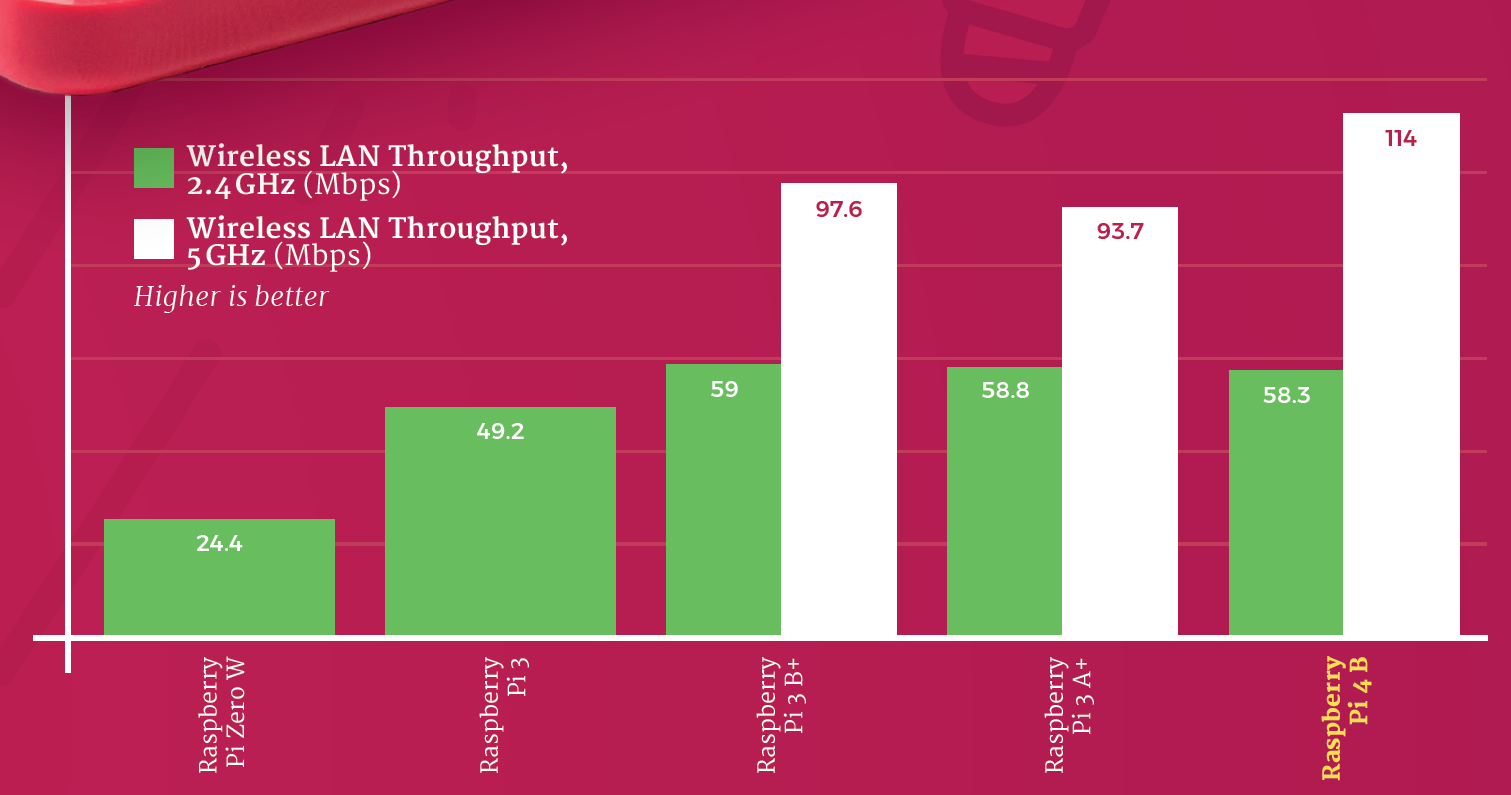 Wireless LAN Throughput,
2.4GHz (Mbps)
Wireless LAN Throughput,
5GHz (Mbps)
Higher is better
24.4
49.2
59
97.6
58.8
93.7
58.3
114
Raspberry
Pi Zero W
Raspberry
Pi 3
Raspberry
Pi 3 B+
Raspberry
Pi 3 A+
Raspberry
Pi 4 B